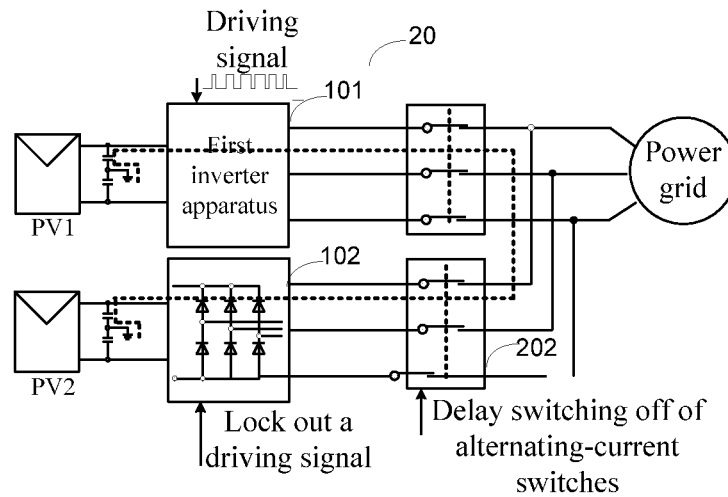 Driving
signal
20
101
First
inverter
apparatus
PV1
Power
grid
102
PV2
202
Lock out a
driving signal
Delay switching off of
alternating-current
switches